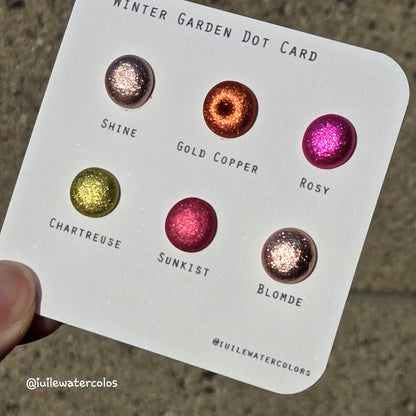 Winter Garden Dot Card
Shine
Gold Copper
Rosy
Chartreuse
Sunkist
Blomde
@iuilewatercolors
@iuilewatercolos